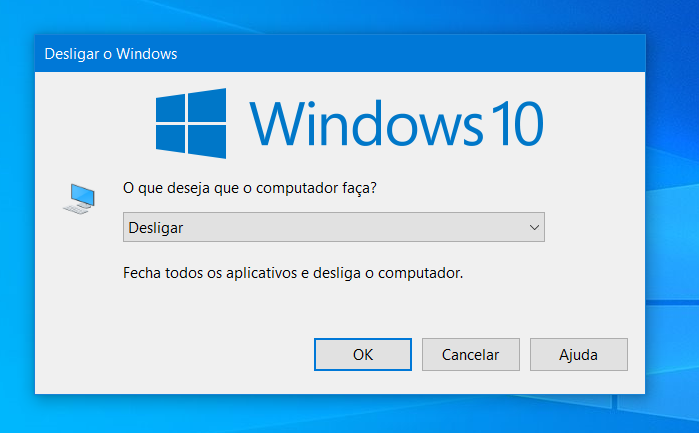 Desligar o Windows
Windows 10
O que deseja que o computador faça?
Desligar
Fecha todos os aplicativos e desliga o computador.
OK
Cancelar
Ajuda